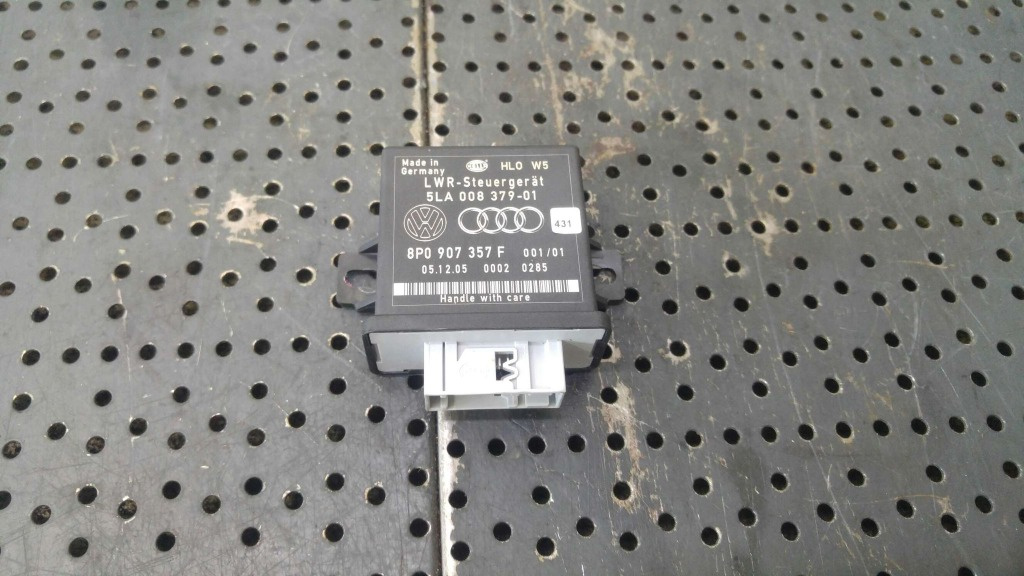 Made in
Germany
HELLA
HLO W5
LWR-Steuergerät
5LA 008 379-01
431
8P0 907 357 F 001/01
05.12.05 0002 0285
Handle with care